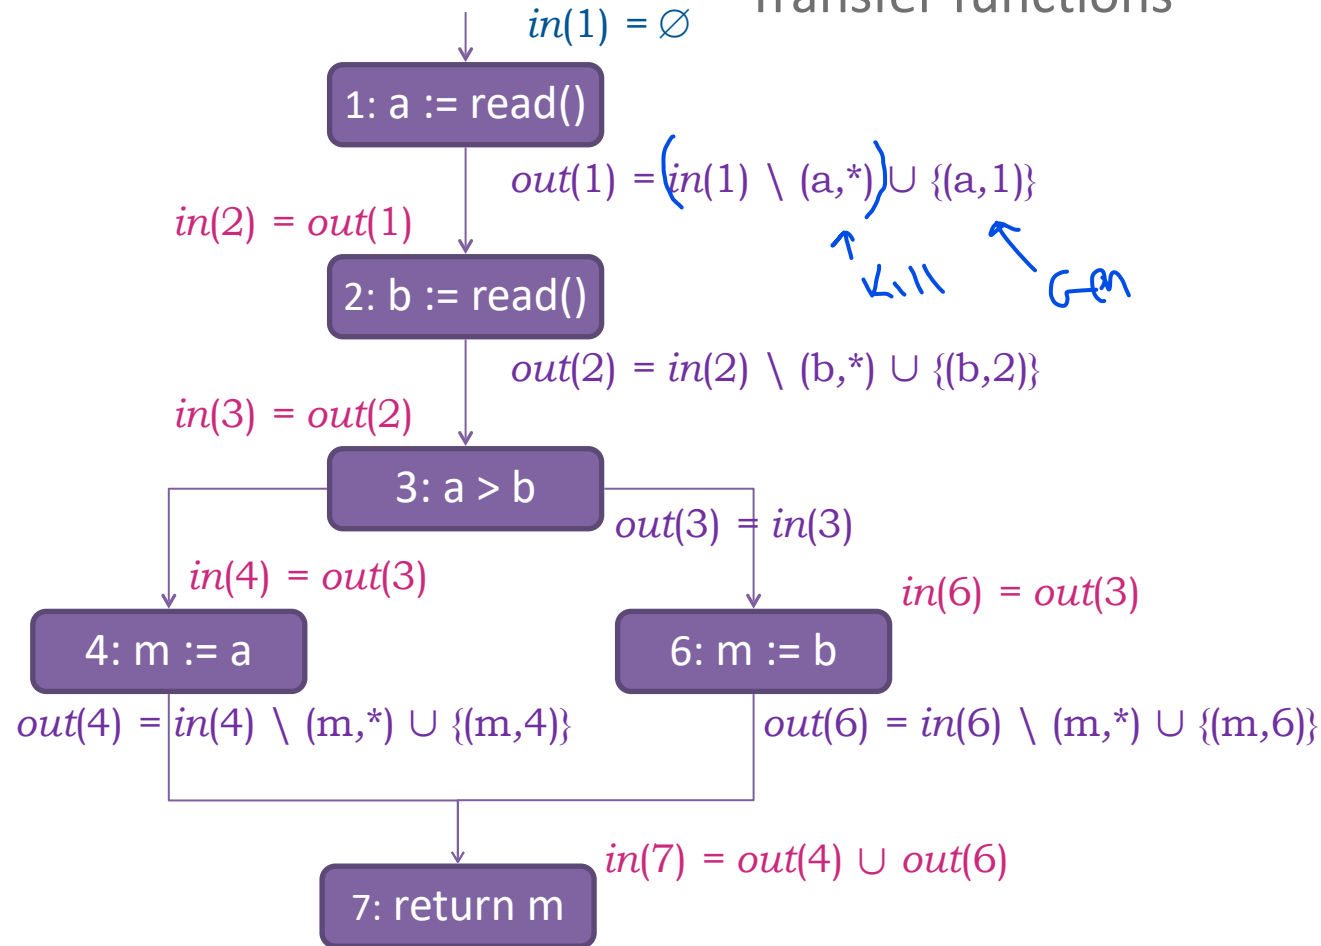 Transfer functions
in(1) = ∅
1: a := read()
out(1) = (in(1) \ (a,*)) ∪ {(a,1)}
in(2) = out(1)
Kill
Gen
2: b := read()
out(2) = in(2) \ (b,*) ∪ {(b,2)}
in(3) = out(2)
3: a > b
out(3) = in(3)
in(4) = out(3)
in(6) = out(3)
4: m := a
6: m := b
out(4) = in(4) \ (m,*) ∪ {(m,4)}
out(6) = in(6) \ (m,*) ∪ {(m,6)}
in(7) = out(4) ∪ out(6)
7: return m